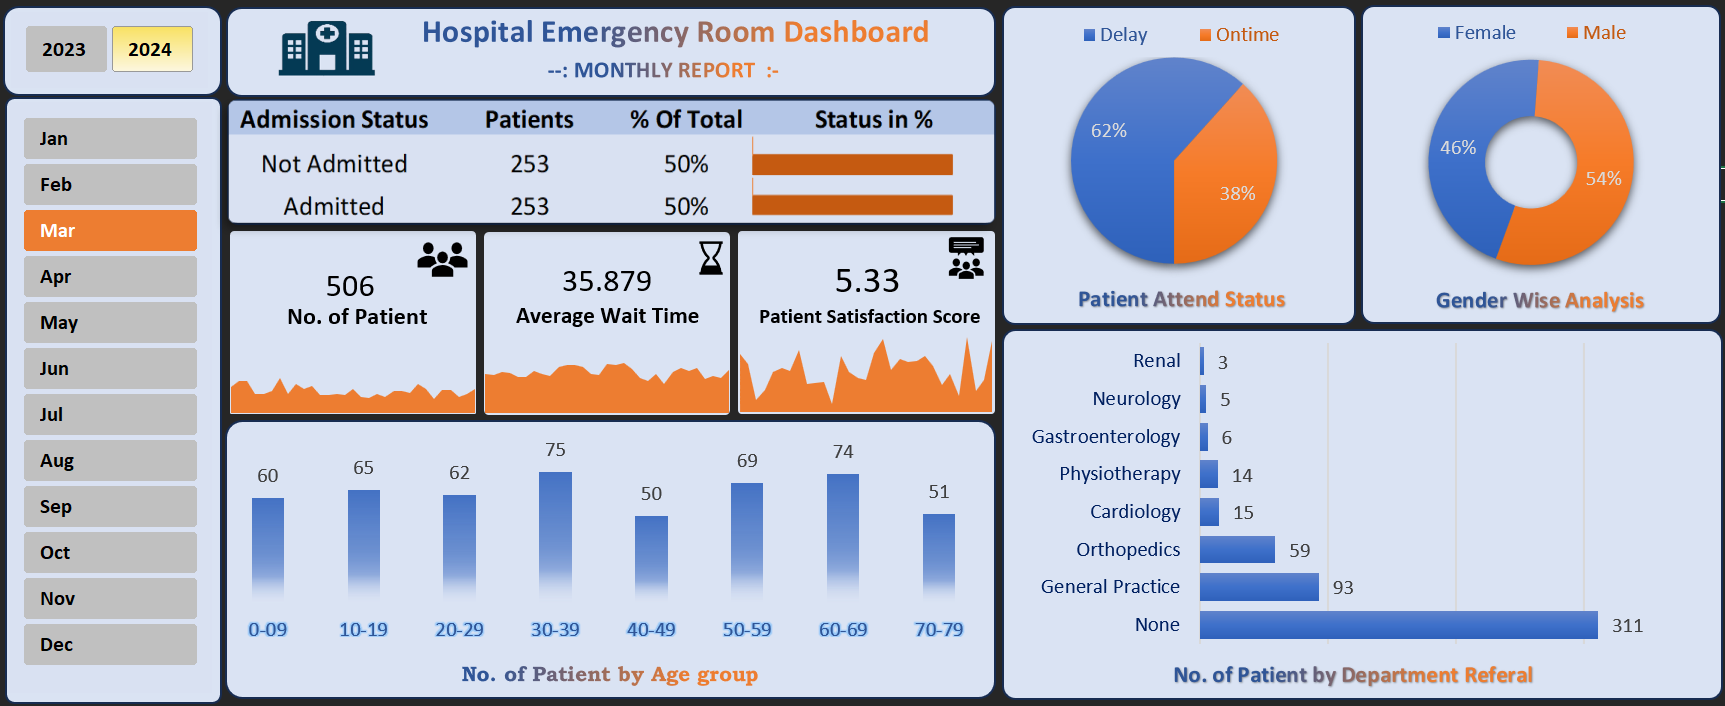 2023 2024
Jan
Feb
Mar
Apr
May
Jun
Jul
Aug
Sep
Oct
Nov
Dec
Hospital Emergency Room Dashboard
--: MONTHLY REPORT :-
Admission Status Patients % Of Total Status in %
Not Admitted 253 50%
Admitted 253 50%
506
No. of Patient
35.879
Average Wait Time
5.33
Patient Satisfaction Score
60 65 62 75 50 69 74 51
0-09 10-19 20-29 30-39 40-49 50-59 60-69 70-79
No. of Patient by Age group
Delay Ontime
62%
38%
Patient Attend Status
Female Male
46%
54%
Gender Wise Analysis
Renal 3
Neurology 5
Gastroenterology 6
Physiotherapy 14
Cardiology 15
Orthopedics 59
General Practice 93
None 311
No. of Patient by Department Referal